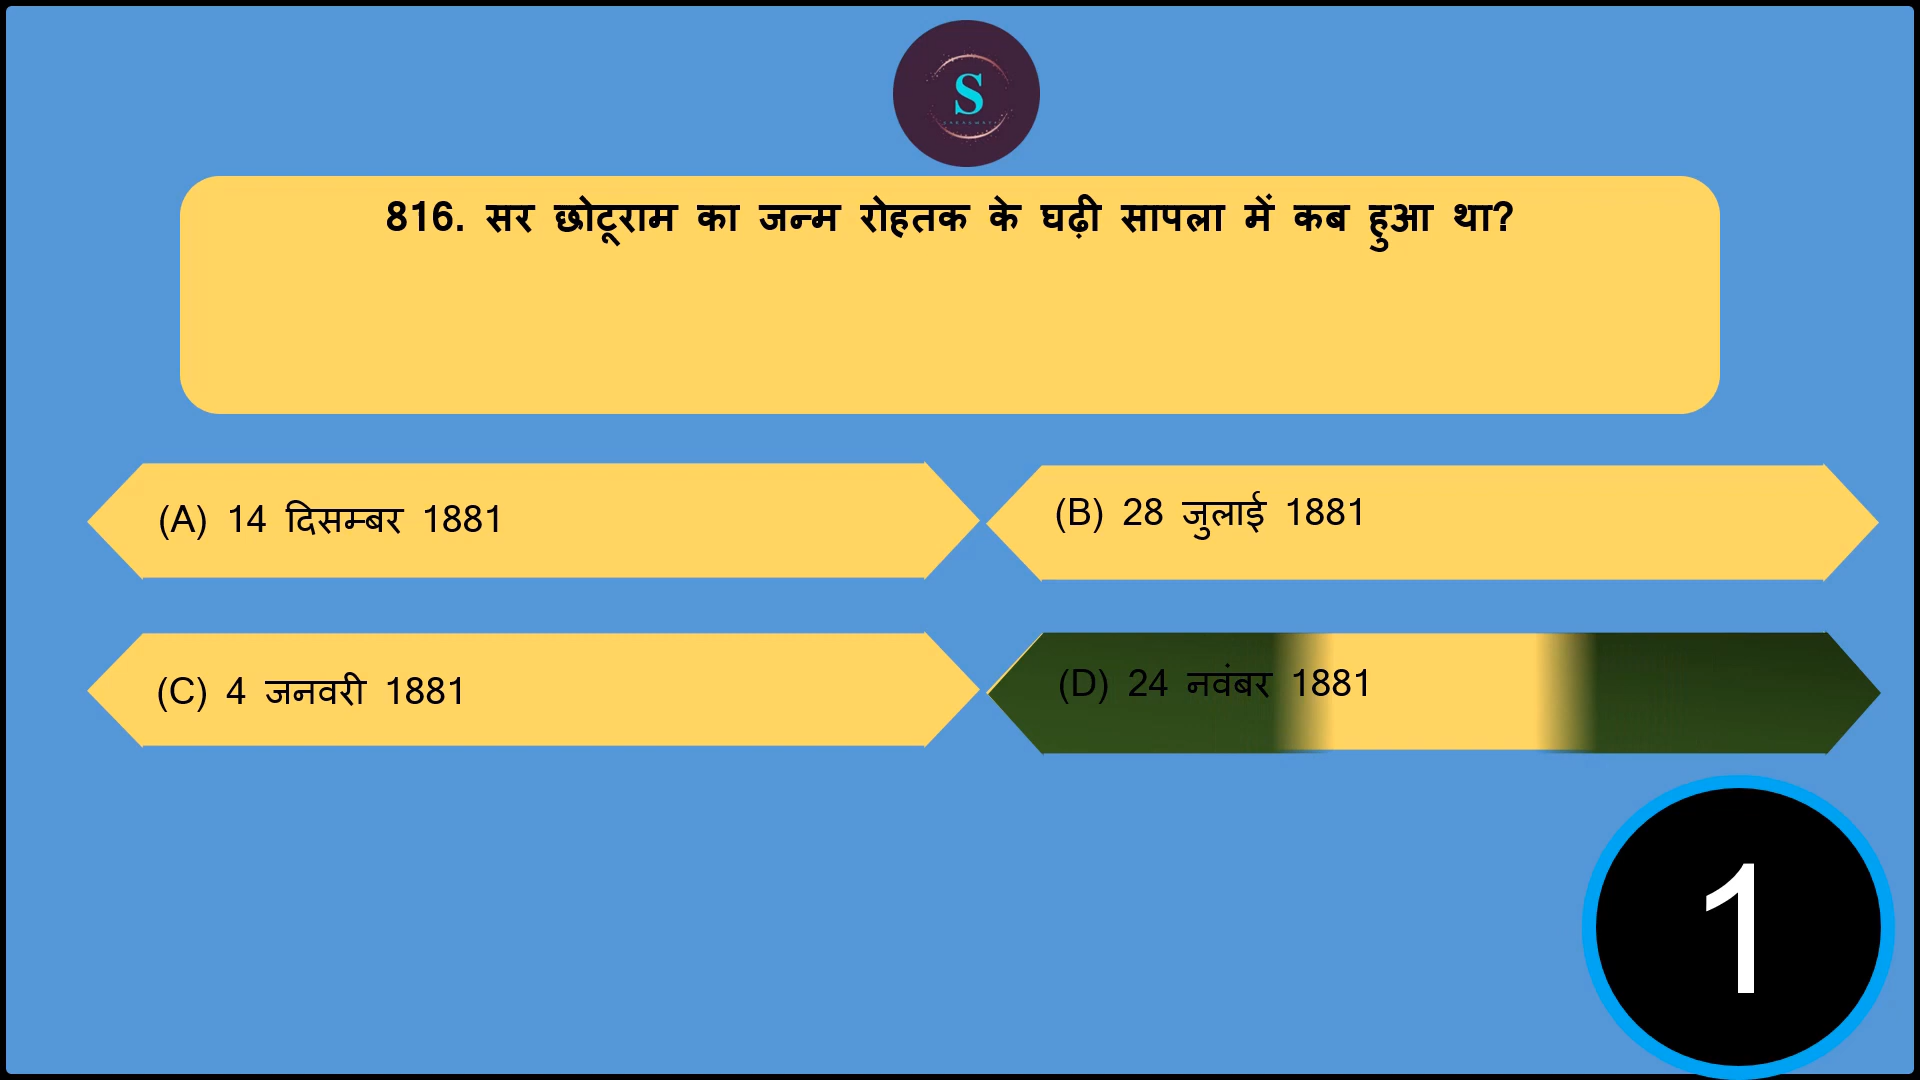 S
816. सर छोटूराम का जन्म रोहतक के घढ़ी सापला में कब हुआ था?
(A) 14 दिसम्बर 1881
(B) 28 जुलाई 1881
(C) 4 जनवरी 1881
(D) 24 नवंबर 1881
1